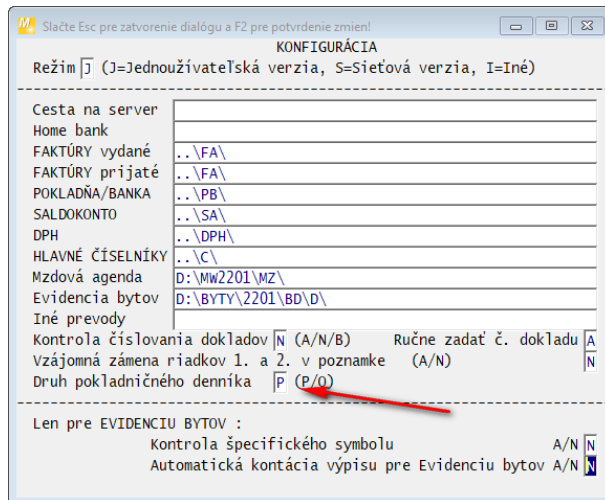 Slačte Esc pre zatvorenie dialógu a F2 pre potvrdenie zmien!
KONFIGURÁCIA
Režim J (J=Jednoužívateľská verzia, S=Sieťová verzia, I=Iné)
Cesta na server
Home bank
FAKTÚRY vydané ..\FA\
FAKTÚRY prijaté ..\FA\
POKLADŇA/BANKA ..\PB\
SALDOKONTO ..\SA\
DPH ..\DPH\
HLAVNÉ ČÍSELNÍKY ..\C\
Mzdová agenda D:\MW2201\MZ\
Evidencia bytov D:\BYTY\2201\BD\D\
Iné prevody
Kontrola číslovania dokladov N (A/N/B) Ručne zadať č. dokladu A
Vzájomná zámena riadkov 1. a 2. v poznamke (A/N) N
Druh pokladničného denníka P (P/O)
Len pre EVIDENCIU BYTOV :
Kontrola špecifického symbolu A/N N
Automatická kontácia výpisu pre Evidenciu bytov A/N N